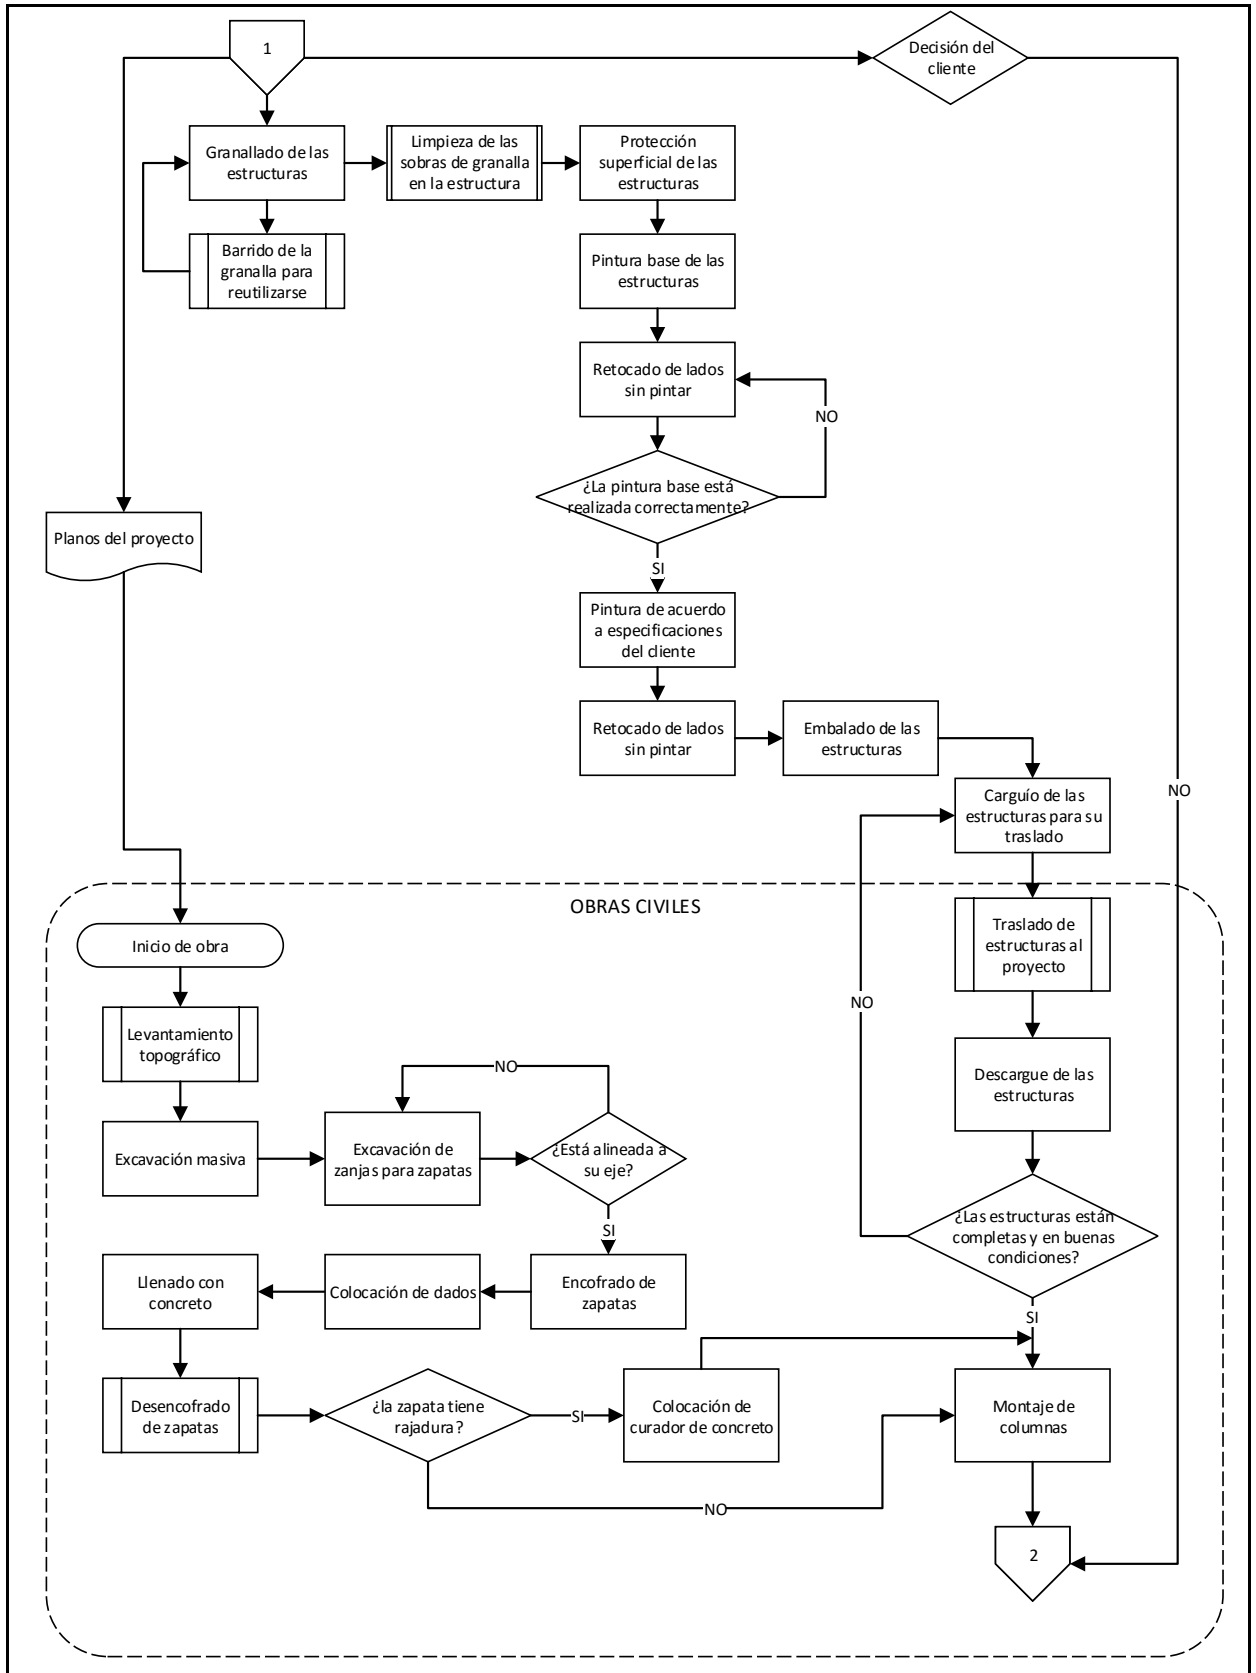 1
Decisión del
cliente
Granallado de las
estructuras
Limpieza de las
sobras de granalla
en la estructura
Protección
superficial de las
estructuras
Barrido de la
granalla para
reutilizarse
Pintura base de las
estructuras
Retocado de lados
sin pintar
NO
¿La pintura base está
realizada correctamente?
Planos del proyecto
SI
Pintura de acuerdo
a especificaciones
del cliente
Retocado de lados
sin pintar
Embalado de las
estructuras
NO
Carguío de las
estructuras para su
traslado
OBRAS CIVILES
Inicio de obra
Traslado de
estructuras al
proyecto
NO
Levantamiento
topográfico
NO
Descargue de las
estructuras
Excavación masiva
Excavación de
zanjas para zapatas
¿Está alineada a
su eje?
SI
¿Las estructuras están
completas y en buenas
condiciones?
Llenado con
concreto
Colocación de dados
Encofrado de
zapatas
SI
Desencofrado
de zapatas
¿la zapata tiene
rajadura?
SI
Colocación de
curador de concreto
Montaje de
columnas
NO
2